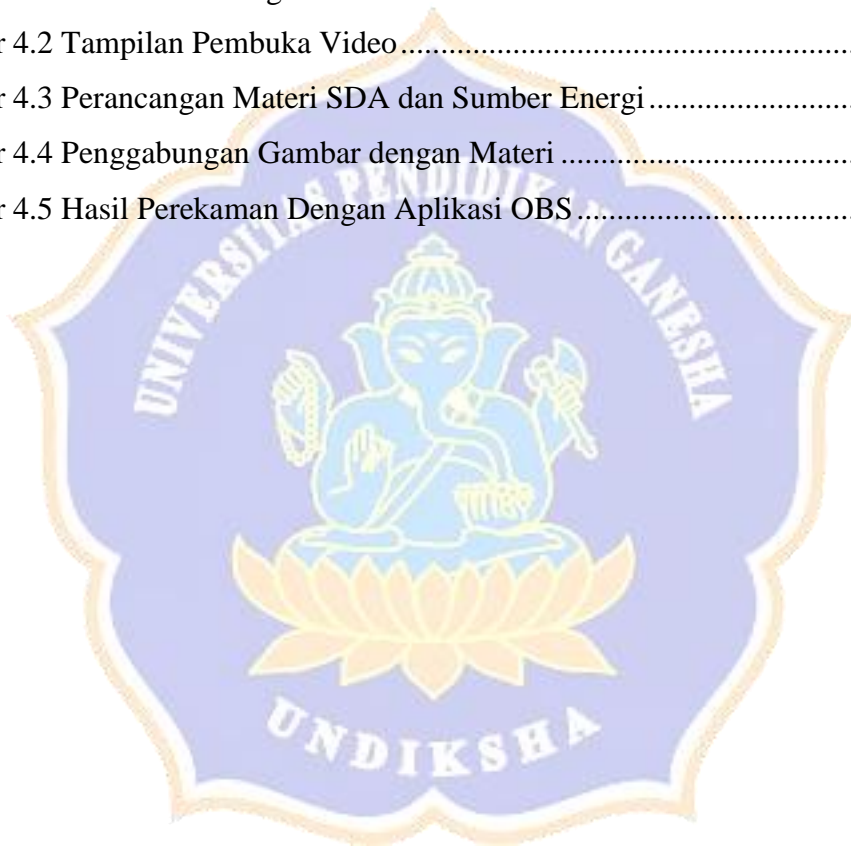 r 4.2 Tampilan Pembuka Video
r 4.3 Perancangan Materi SDA dan Sumber Energi
r 4.4 Penggabungan Gambar dengan Materi
r 4.5 Hasil Perekaman Dengan Aplikasi OBS
UNIVERSITAS PENDIDIKAN GANESHA
UNDIKSHA